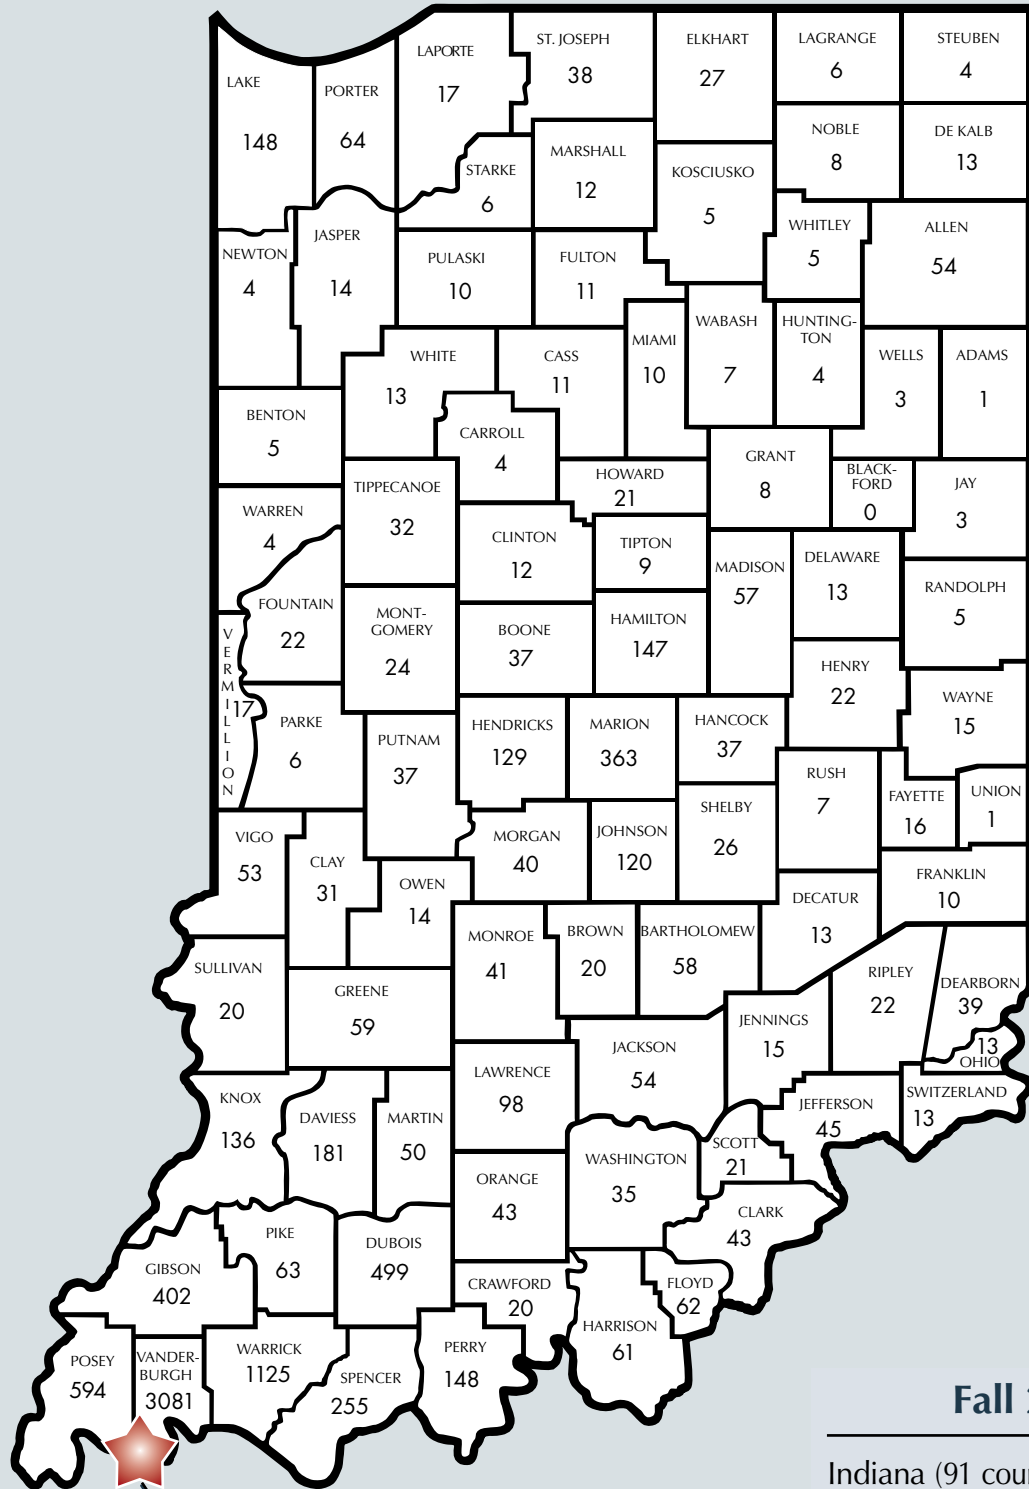 LAKE
148
PORTER
64
LAPORTE
17
ST. JOSEPH
38
ELKHART
27
LAGRANGE
6
STEUBEN
4
NOBLE
8
DE KALB
13
STARKE
6
MARSHALL
12
KOSCIUSKO
5
WHITLEY
5
ALLEN
54
NEWTON
4
JASPER
14
PULASKI
10
FULTON
11
MIAMI
10
WABASH
7
HUNTING-
TON
4
WELLS
3
ADAMS
1
WHITE
13
CASS
11
BENTON
5
CARROLL
4
HOWARD
21
GRANT
8
BLACK-
FORD
0
JAY
3
WARREN
4
TIPPECANOE
32
CLINTON
12
TIPTON
9
MADISON
57
DELAWARE
13
RANDOLPH
5
FOUNTAIN
22
MONT-
GOMERY
24
BOONE
37
HAMILTON
147
HENRY
22
WAYNE
15
VERMILLION
17
PARKE
6
PUTNAM
37
HENDRICKS
129
MARION
363
HANCOCK
37
RUSH
7
FAYETTE
16
UNION
1
VIGO
53
CLAY
31
OWEN
14
MORGAN
40
JOHNSON
120
SHELBY
26
DECATUR
13
FRANKLIN
10
SULLIVAN
20
GREENE
59
MONROE
41
BROWN
20
BARTHOLOMEW
58
RIPLEY
22
DEARBORN
39
JENNINGS
15
13
OHIO
KNOX
136
DAVIESS
181
MARTIN
50
LAWRENCE
98
JACKSON
54
JEFFERSON
45
SWITZERLAND
13
SCOTT
21
ORANGE
43
WASHINGTON
35
CLARK
43
PIKE
63
DUBOIS
499
GIBSON
402
CRAWFORD
20
FLOYD
62
HARRISON
61
POSEY
594
VANDER-
BURGH
3081
WARRICK
1125
SPENCER
255
PERRY
148
Fall
Indiana (91 cour